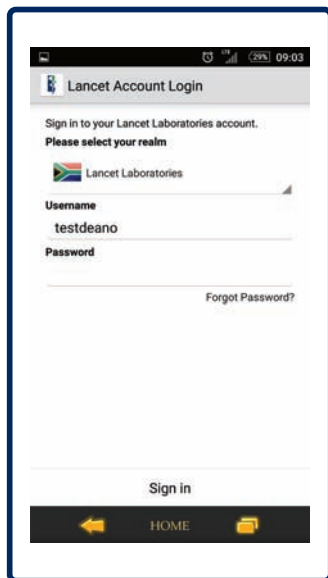 LTE 29% 09:03
Lancet Account Login
Sign in to your Lancet Laboratories account.
Please select your realm
Lancet Laboratories
Username
testdeano
Password
Forgot Password?
Sign in
HOME